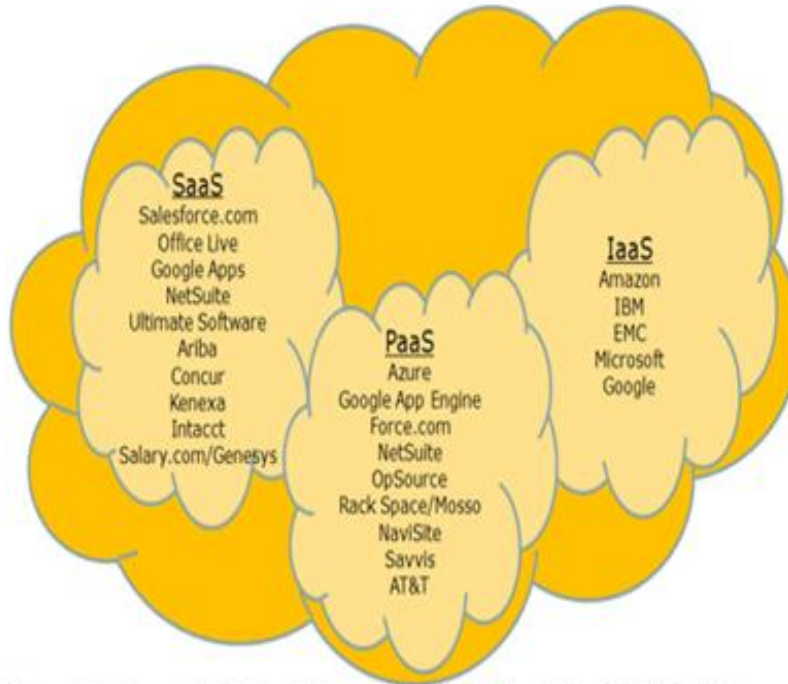 SaaS
Salesforce.com
Office Live
Google Apps
NetSuite
Ultimate Software
Ariba
Concur
Kenexa
Intacct
Salary.com/Genesys
PaaS
Azure
Google App Engine
Force.com
NetSuite
OpSource
Rack Space/Mosso
NaviSite
Savvis
AT&T
IaaS
Amazon
IBM
EMC
Microsoft
Google